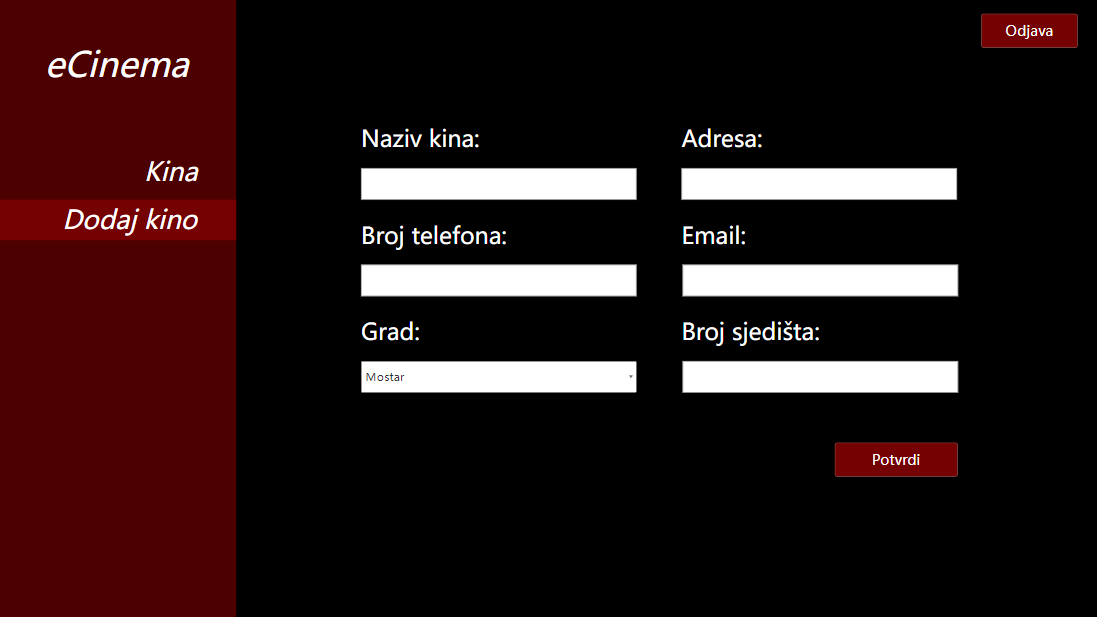 eCinema
Kina
Dodaj kino
Odjava
Naziv kina:
Adresa:
Broj telefona:
Email:
Grad:
Broj sjedišta:
Mostar
Potvrdi